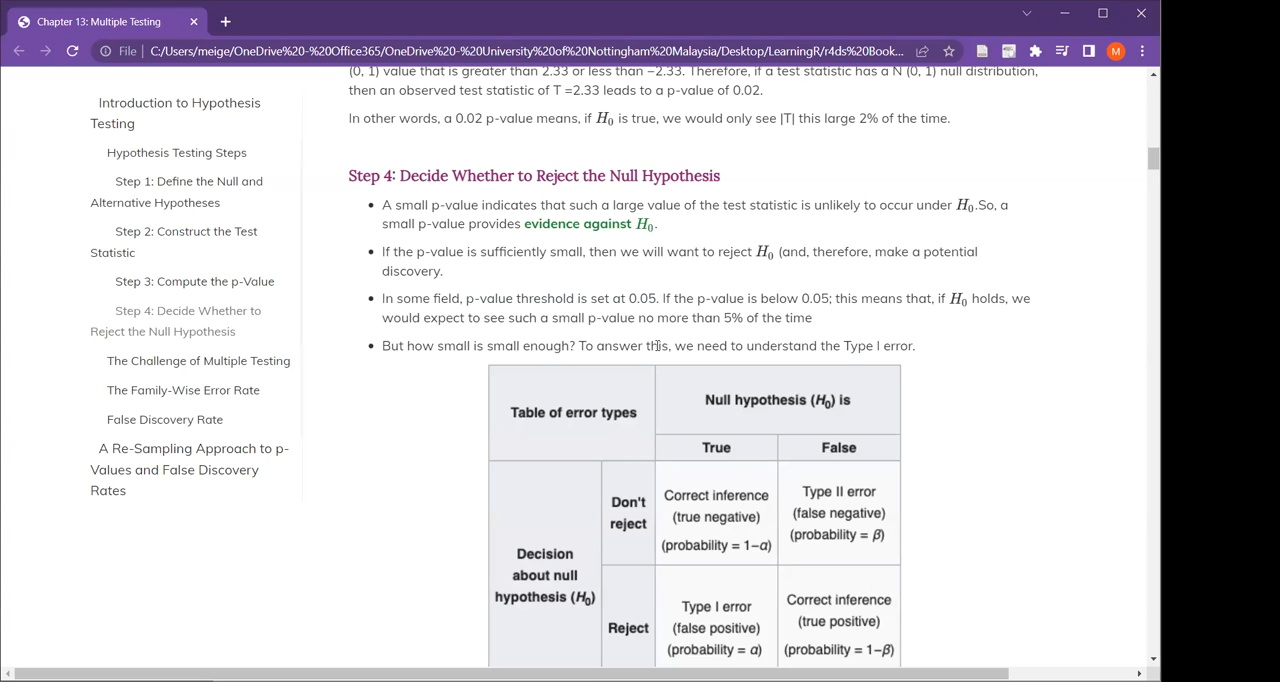 Chapter 13: Multiple Testing
File
C:/Users/meige/OneDrive%20-%20Office365/OneDrive%20-%20University%20of%20Nottingham%20Malaysia/Desktop/LearningR/r4ds%20Book...
M
Introduction to Hypothesis
Testing
Hypothesis Testing Steps
Step 1: Define the Null and
Alternative Hypotheses
Step 2: Construct the Test
Statistic
Step 3: Compute the p-Value
Step 4: Decide Whether to
Reject the Null Hypothesis
The Challenge of Multiple Testing
The Family-Wise Error Rate
False Discovery Rate
A Re-Sampling Approach to p-
Values and False Discovery
Rates
(0, 1) value that is greater than 2.33 or less than −2.33. Therefore, if a test statistic has a N (0, 1) null distribution,
then an observed test statistic of T =2.33 leads to a p-value of 0.02.
In other words, a 0.02 p-value means, if H₀ is true, we would only see |T| this large 2% of the time.
Step 4: Decide Whether to Reject the Null Hypothesis
• A small p-value indicates that such a large value of the test statistic is unlikely to occur under H₀.So, a
small p-value provides evidence against H₀.
• If the p-value is sufficiently small, then we will want to reject H₀ (and, therefore, make a potential
discovery.
• In some field, p-value threshold is set at 0.05. If the p-value is below 0.05; this means that, if H₀ holds, we
would expect to see such a small p-value no more than 5% of the time
• But how small is small enough? To answer this, we need to understand the Type I error.
Table of error types
Null hypothesis (H₀) is
True
False
Decision
about null
hypothesis (H₀)
Don't
reject
Correct inference
(true negative)
(probability = 1−α)
Type II error
(false negative)
(probability = β)
Reject
Type I error
(false positive)
(probability = α)
Correct inference
(true positive)
(probability = 1−β)